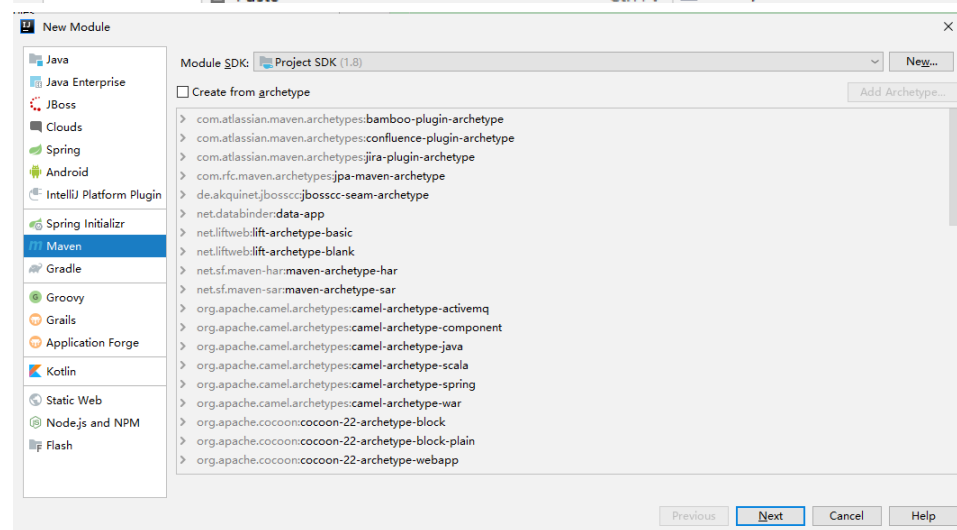 New Module
Java
Java Enterprise
JBoss
Clouds
Spring
Android
IntelliJ Platform Plugin
Spring Initializr
Maven
Gradle
Groovy
Grails
Application Forge
Kotlin
Static Web
Node.js and NPM
Flash
Module SDK: Project SDK (1.8) New...
Create from archetype Add Archetype...
com.atlassian.maven.archetypes:bamboo-plugin-archetype
com.atlassian.maven.archetypes:confluence-plugin-archetype
com.atlassian.maven.archetypes:jira-plugin-archetype
com.rfc.maven.archetypes:jpa-maven-archetype
de.akquinet.jbosscc:jbosscc-seam-archetype
net.databinder:data-app
net.liftweb:lift-archetype-basic
net.liftweb:lift-archetype-blank
net.sf.maven-har:maven-archetype-har
net.sf.maven-sar:maven-archetype-sar
org.apache.camel.archetypes:camel-archetype-activemq
org.apache.camel.archetypes:camel-archetype-component
org.apache.camel.archetypes:camel-archetype-java
org.apache.camel.archetypes:camel-archetype-scala
org.apache.camel.archetypes:camel-archetype-spring
org.apache.camel.archetypes:camel-archetype-war
org.apache.cocoon:cocoon-22-archetype-block
org.apache.cocoon:cocoon-22-archetype-block-plain
org.apache.cocoon:cocoon-22-archetype-webapp
Previous Next Cancel Help